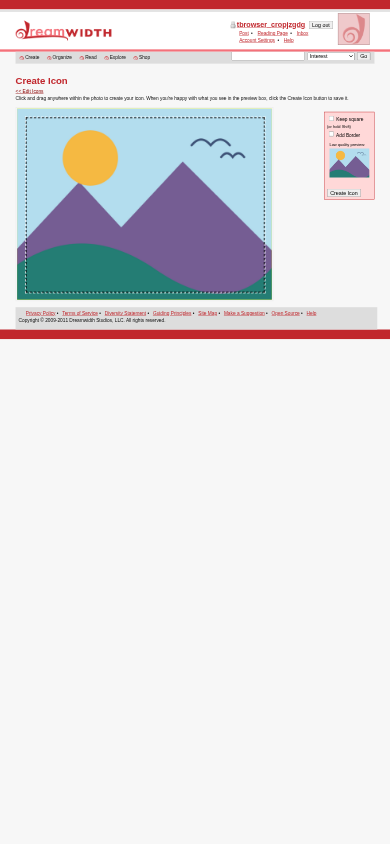 dreamWIDTH
tbrowser_cropjzgdg Log out
Post • Reading Page • Inbox
Account Settings • Help
Create Organize Read Explore Shop Interest Go
Create Icon
<< Edit Icons
Click and drag anywhere within the photo to create your icon. When you're happy with what you see in the preview box, click the Create Icon button to save it.
Keep square
(or hold Shift)
Add Border
Low quality preview:
Create Icon
Privacy Policy • Terms of Service • Diversity Statement • Guiding Principles • Site Map • Make a Suggestion • Open Source • Help
Copyright © 2009-2011 Dreamwidth Studios, LLC. All rights reserved.